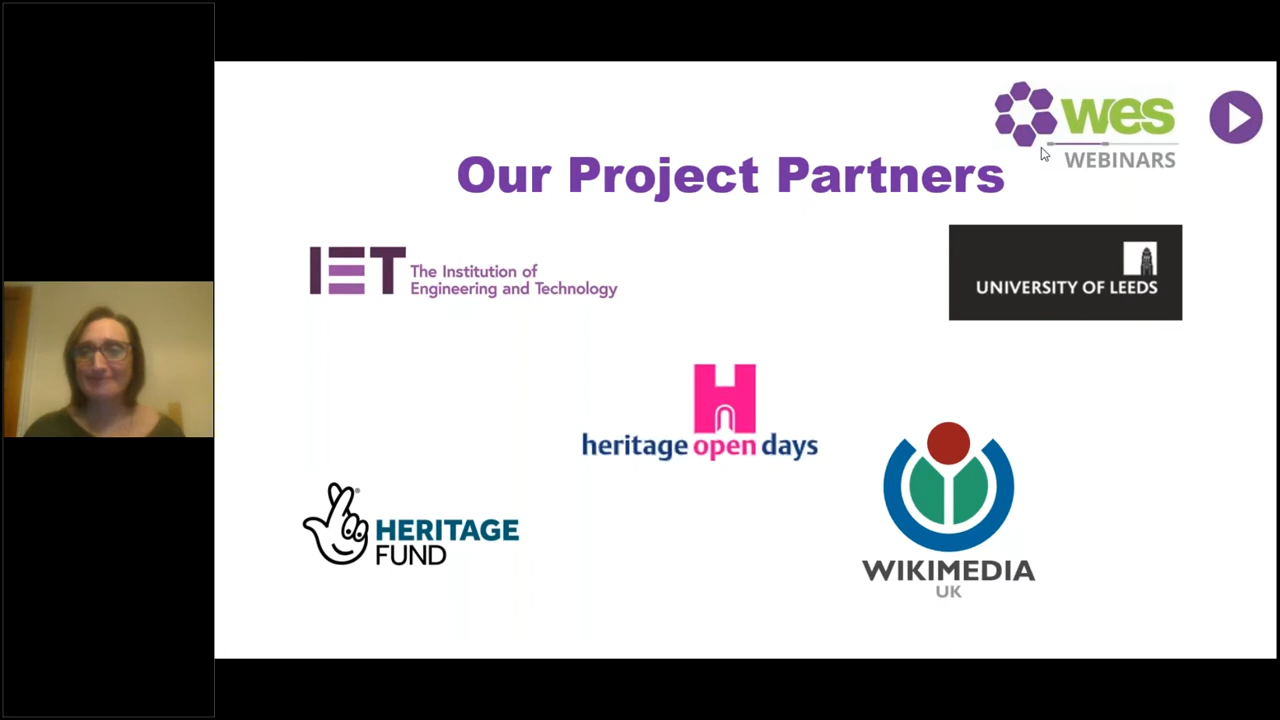 wes
WEBINARS
Our Project Partners
IET The Institution of
Engineering and Technology
UNIVERSITY OF LEEDS
H
heritage open days
HERITAGE
FUND
WIKIMEDIA
UK